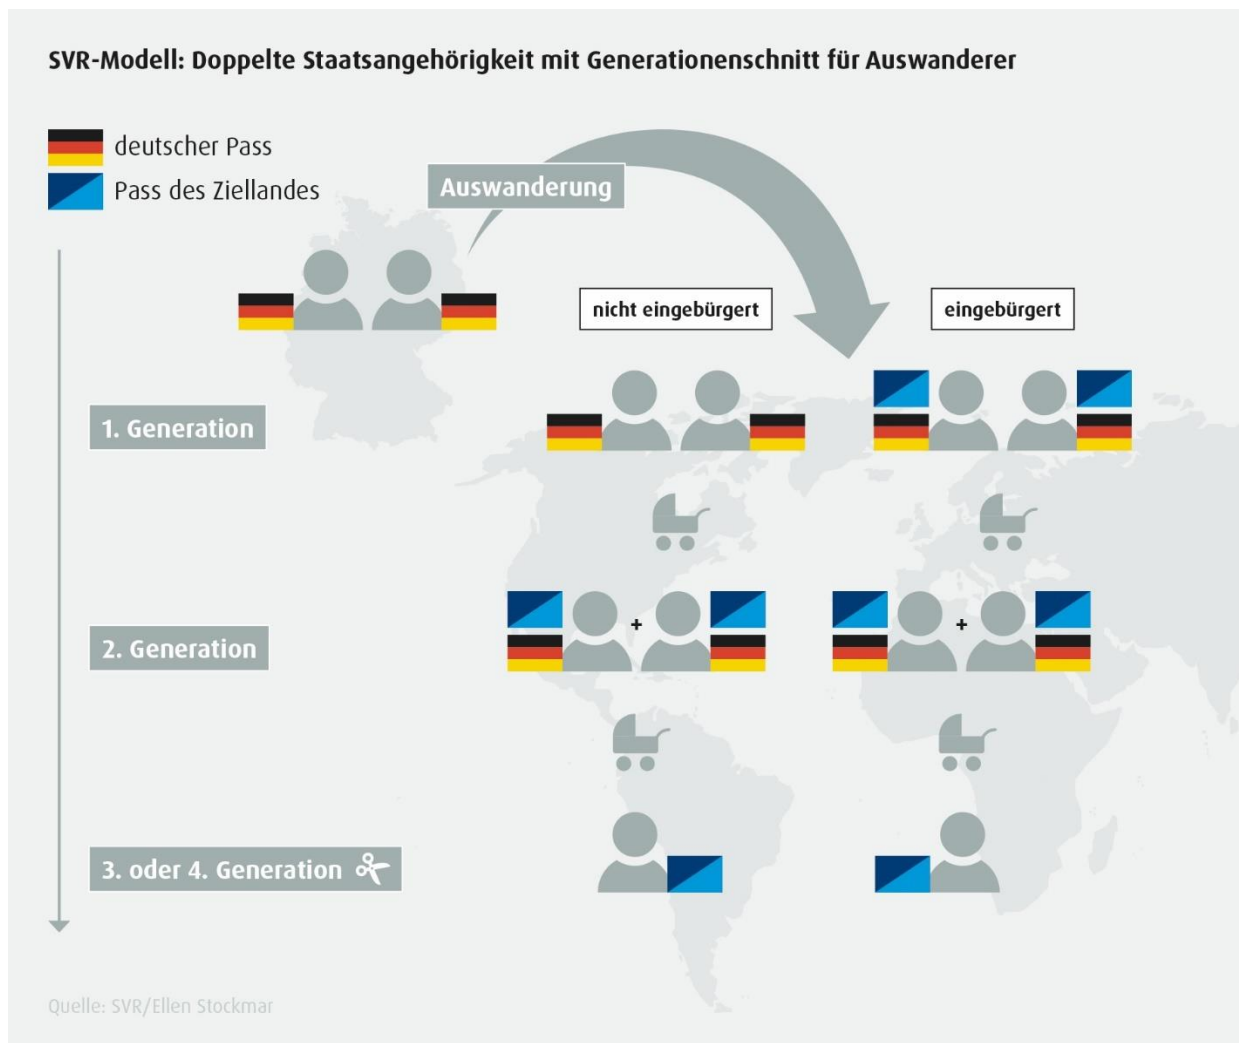 SVR-Modell: Doppelte Staatsangehörigkeit mit Generationenschnitt für Auswanderer
deutscher Pass
Pass des Ziellandes
Auswanderung
nicht eingebürgert
eingebürgert
1. Generation
2. Generation
+
+
3. oder 4. Generation
Quelle: SVR/Ellen Stockmar